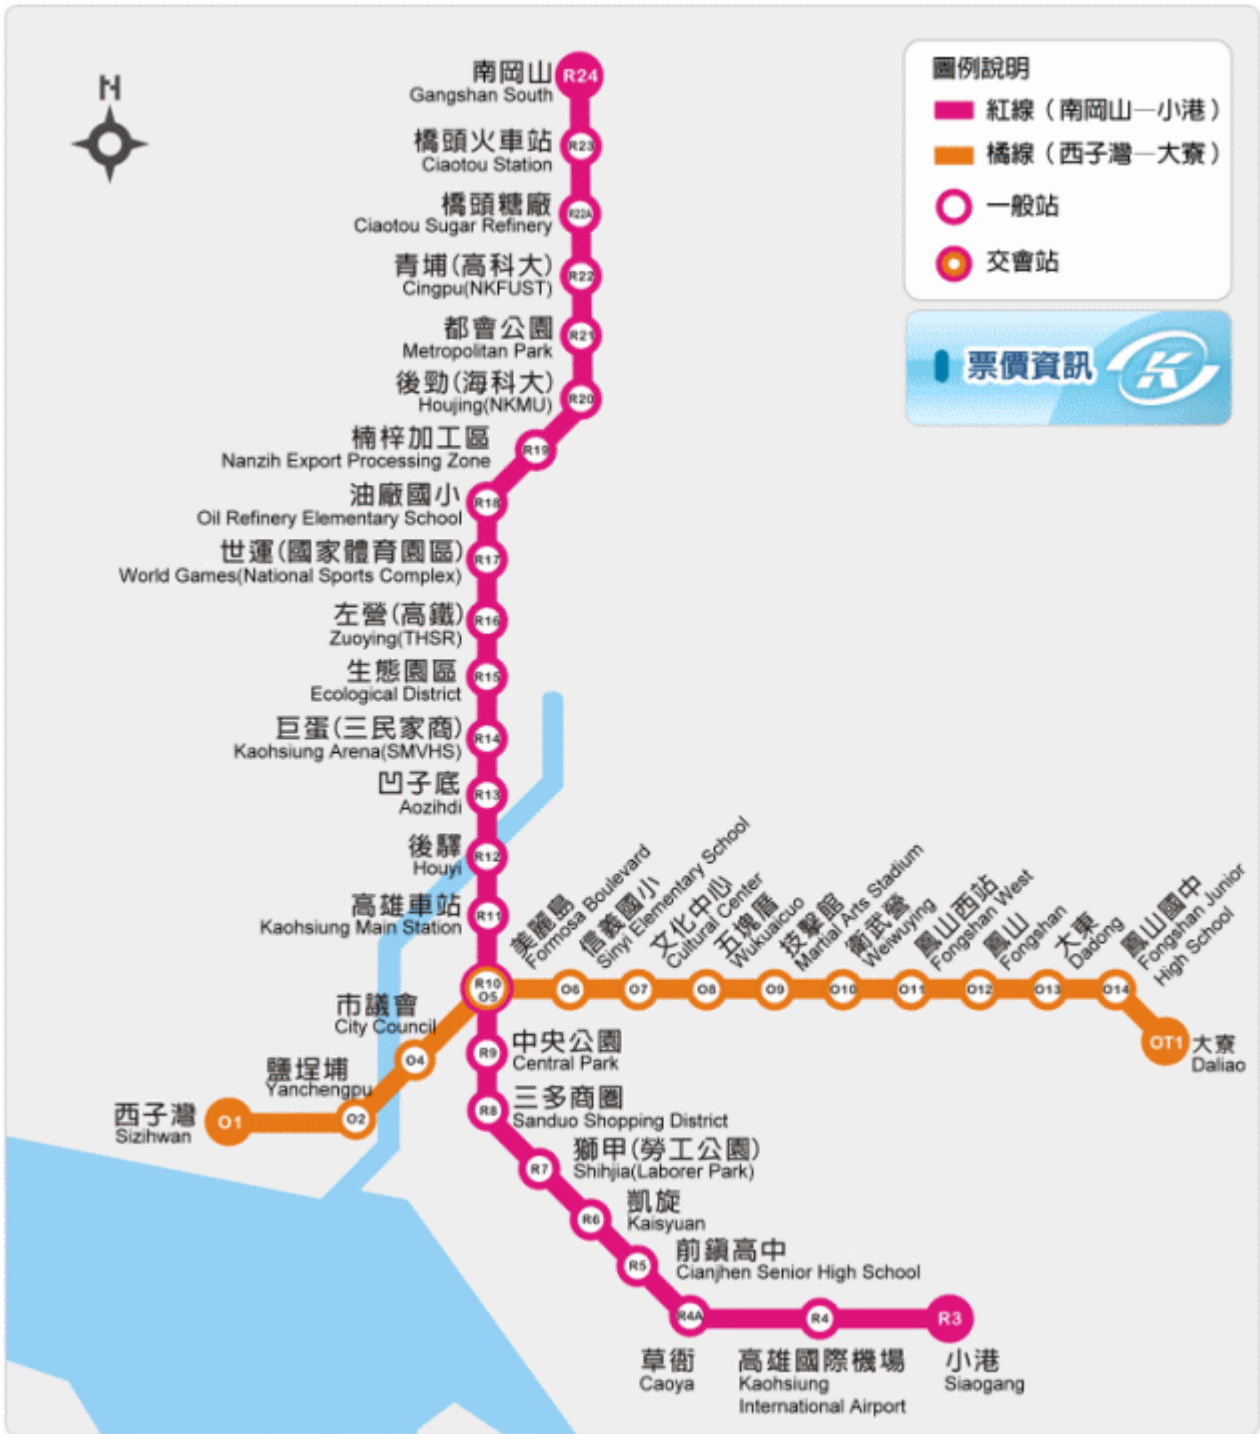 N
圖例說明
紅線（南岡山—小港）
橘線（西子灣—大寮）
一般站
交會站
票價資訊
K
南岡山
Gangshan South
R24
橋頭火車站
Ciaotou Station
R23
橋頭糖廠
Ciaotou Sugar Refinery
R22A
青埔(高科大)
Cingpu(NKFUST)
R22
都會公園
Metropolitan Park
R21
後勁(海科大)
Houjing(NKMU)
R20
楠梓加工區
Nanzih Export Processing Zone
R19
油廠國小
Oil Refinery Elementary School
R18
世運(國家體育園區)
World Games(National Sports Complex)
R17
左營(高鐵)
Zuoying(THSR)
R16
生態園區
Ecological District
R15
巨蛋(三民家商)
Kaohsiung Arena(SMVHS)
R14
凹子底
Aozihdi
R13
後驛
Houyi
R12
高雄車站
Kaohsiung Main Station
R11
美麗島
Formosa Boulevard
R10
O5
信義國小
Sinyi Elementary School
O6
文化中心
Cultural Center
O7
五塊厝
Wukuaicuo
O8
技擊館
Martial Arts Stadium
O9
衛武營
Weiwuying
O10
鳳山西站
Fongshan West
O11
鳳山
Fongshan
O12
大東
Dadong
O13
鳳山國中
Fongshan Junior
High School
O14
大寮
Daliao
OT1
市議會
City Council
O4
鹽埕埔
Yanchengpu
O2
西子灣
Sizihwan
O1
中央公園
Central Park
R9
三多商圈
Sanduo Shopping District
R8
獅甲(勞工公園)
Shihjia(Laborer Park)
R7
凱旋
Kaisyuan
R6
前鎮高中
Cianjhen Senior High School
R5
R4A
草衙
Caoya
R4
高雄國際機場
Kaohsiung
International Airport
R3
小港
Siaogang